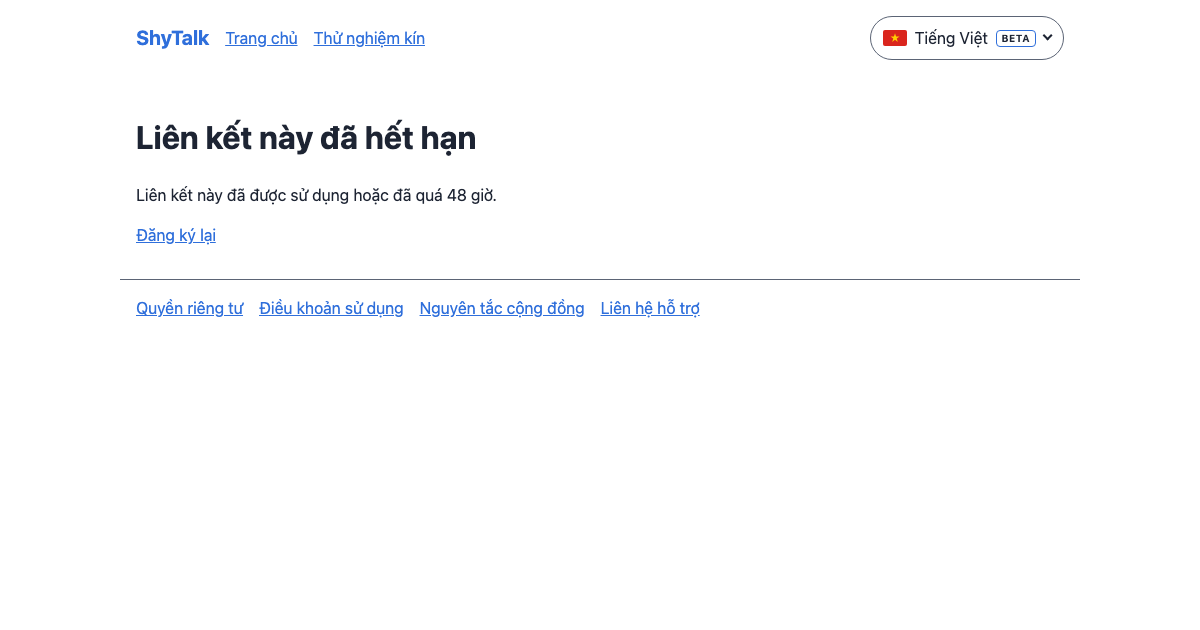 ShyTalk Trang chủ Thử nghiệm kín Tiếng Việt BETA
Liên kết này đã hết hạn
Liên kết này đã được sử dụng hoặc đã quá 48 giờ.
Đăng ký lại
Quyền riêng tư Điều khoản sử dụng Nguyên tắc cộng đồng Liên hệ hỗ trợ